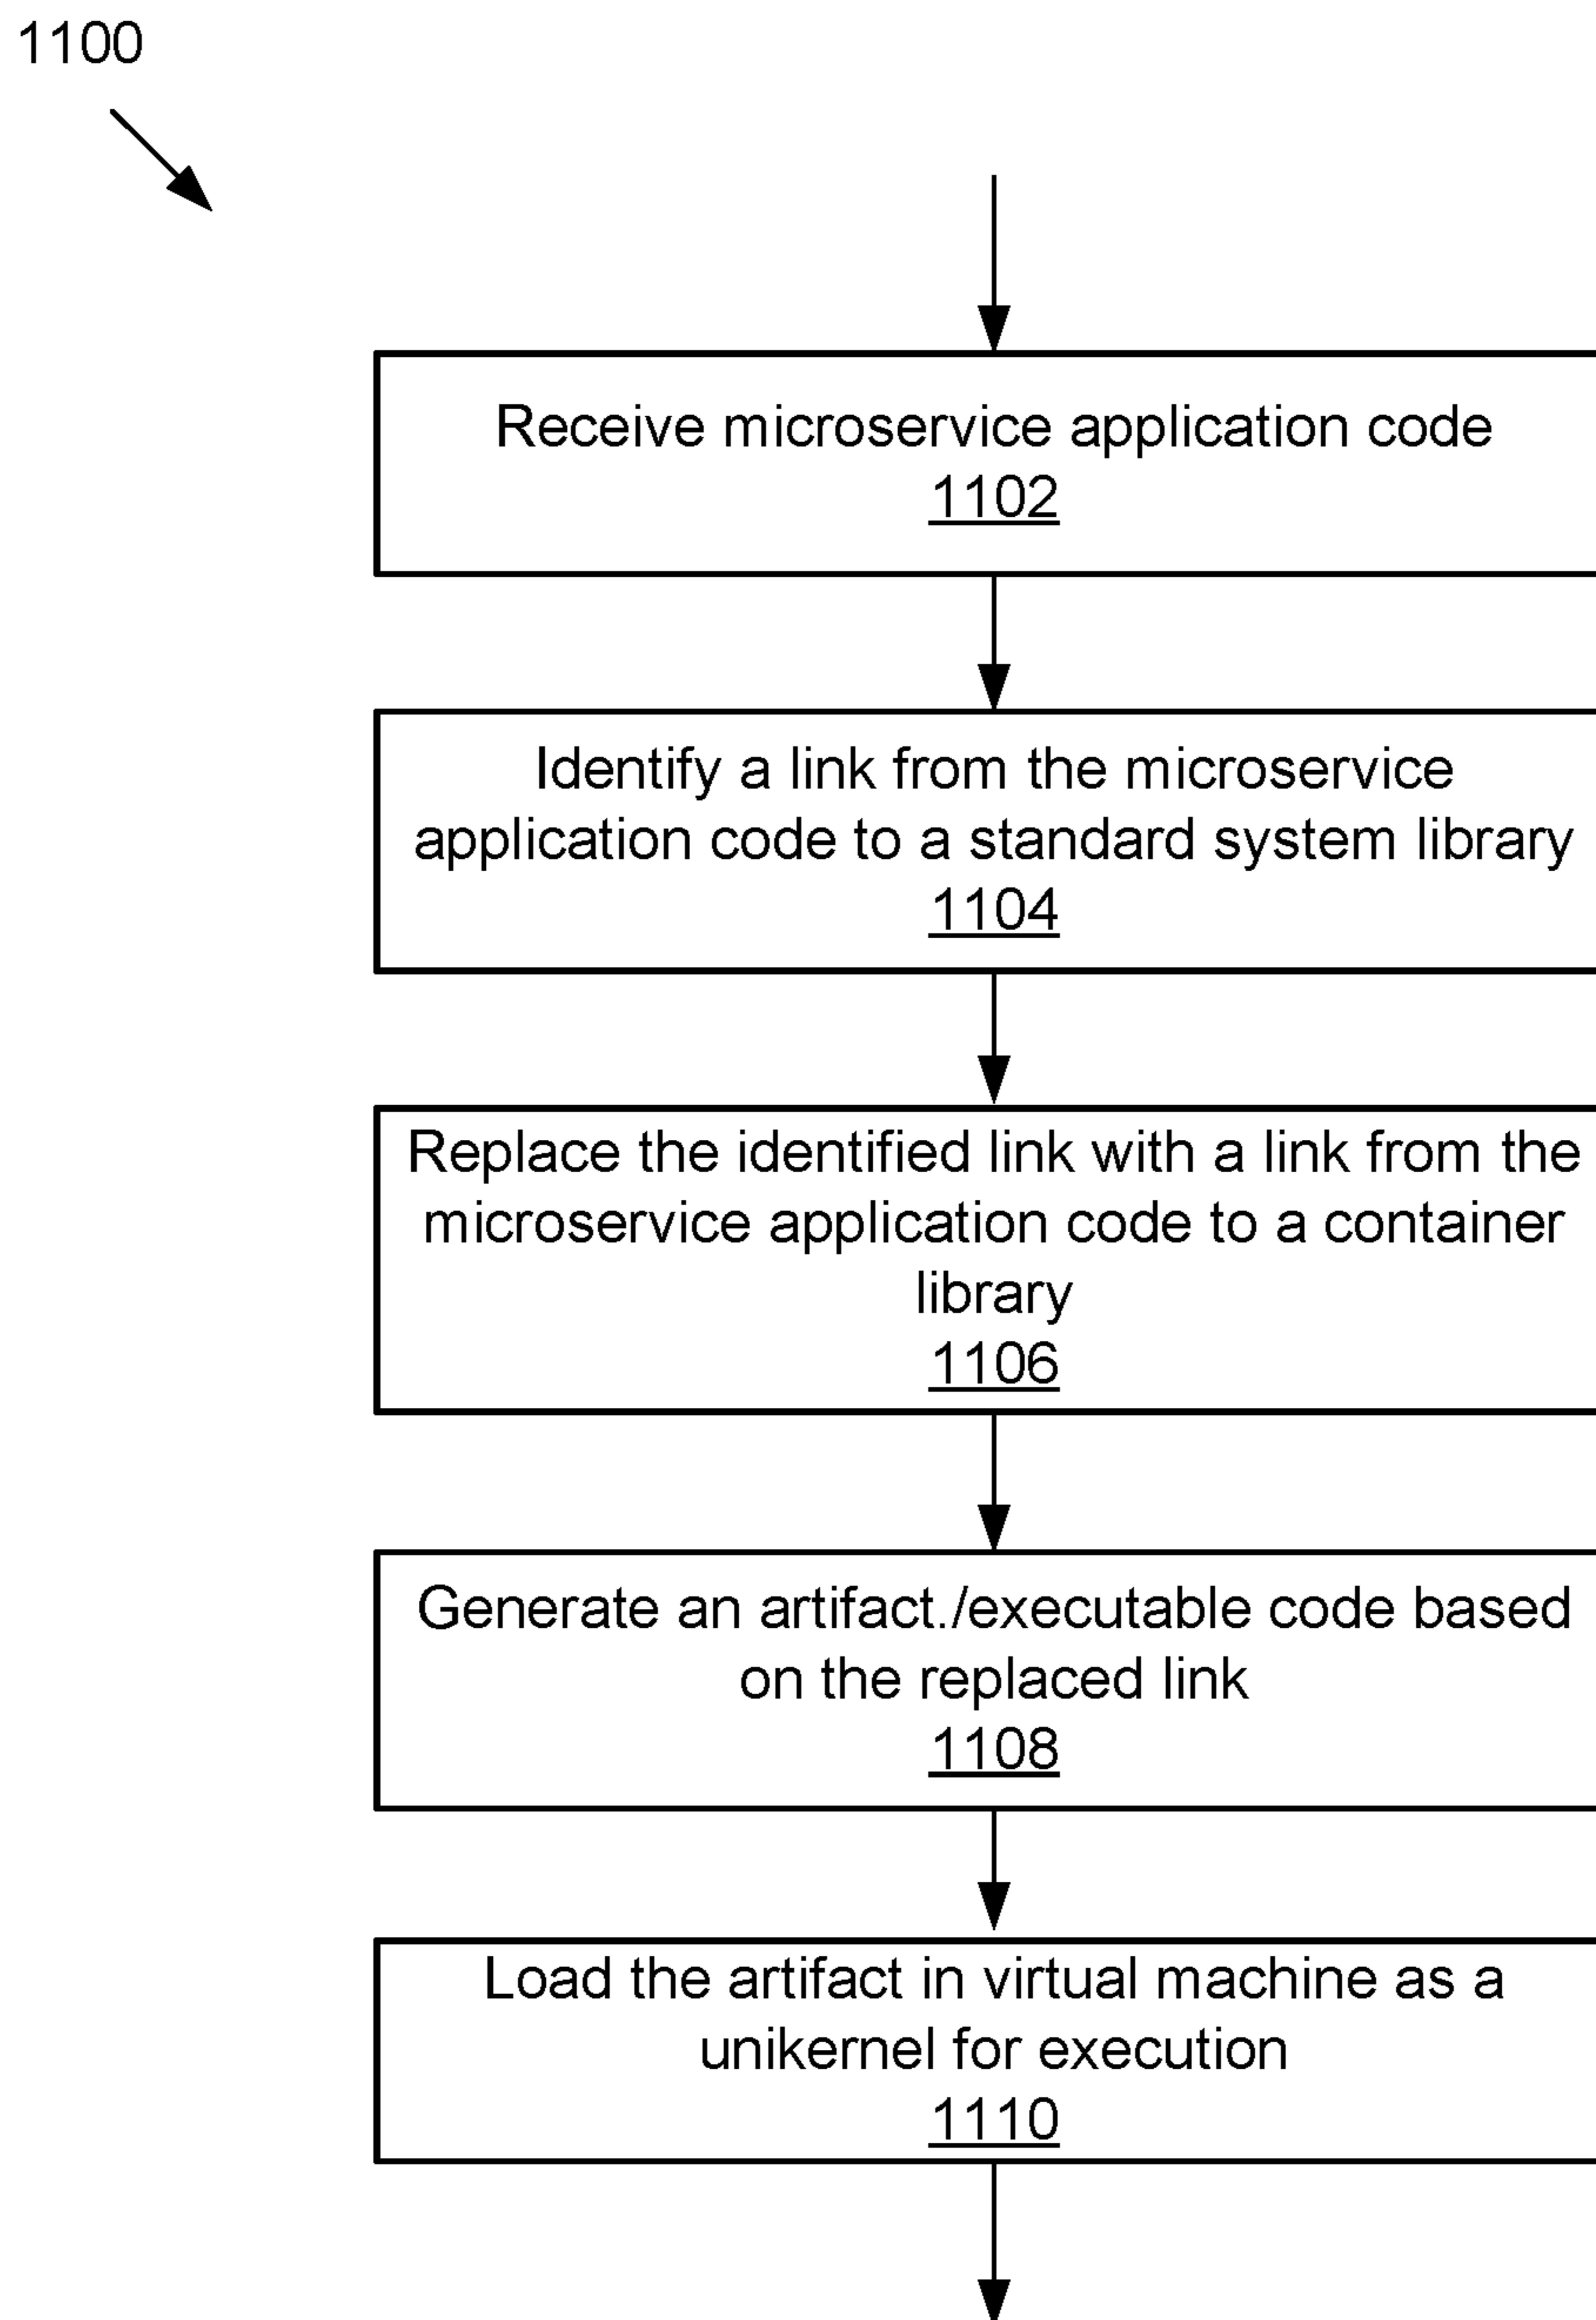 1100
Receive microservice application code
1102
Identify a link from the microservice
application code to a standard system library
1104
Replace the identified link with a link from the
microservice application code to a container
library
1106
Generate an artifact./executable code based
on the replaced link
1108
Load the artifact in virtual machine as a
unikernel for execution
1110